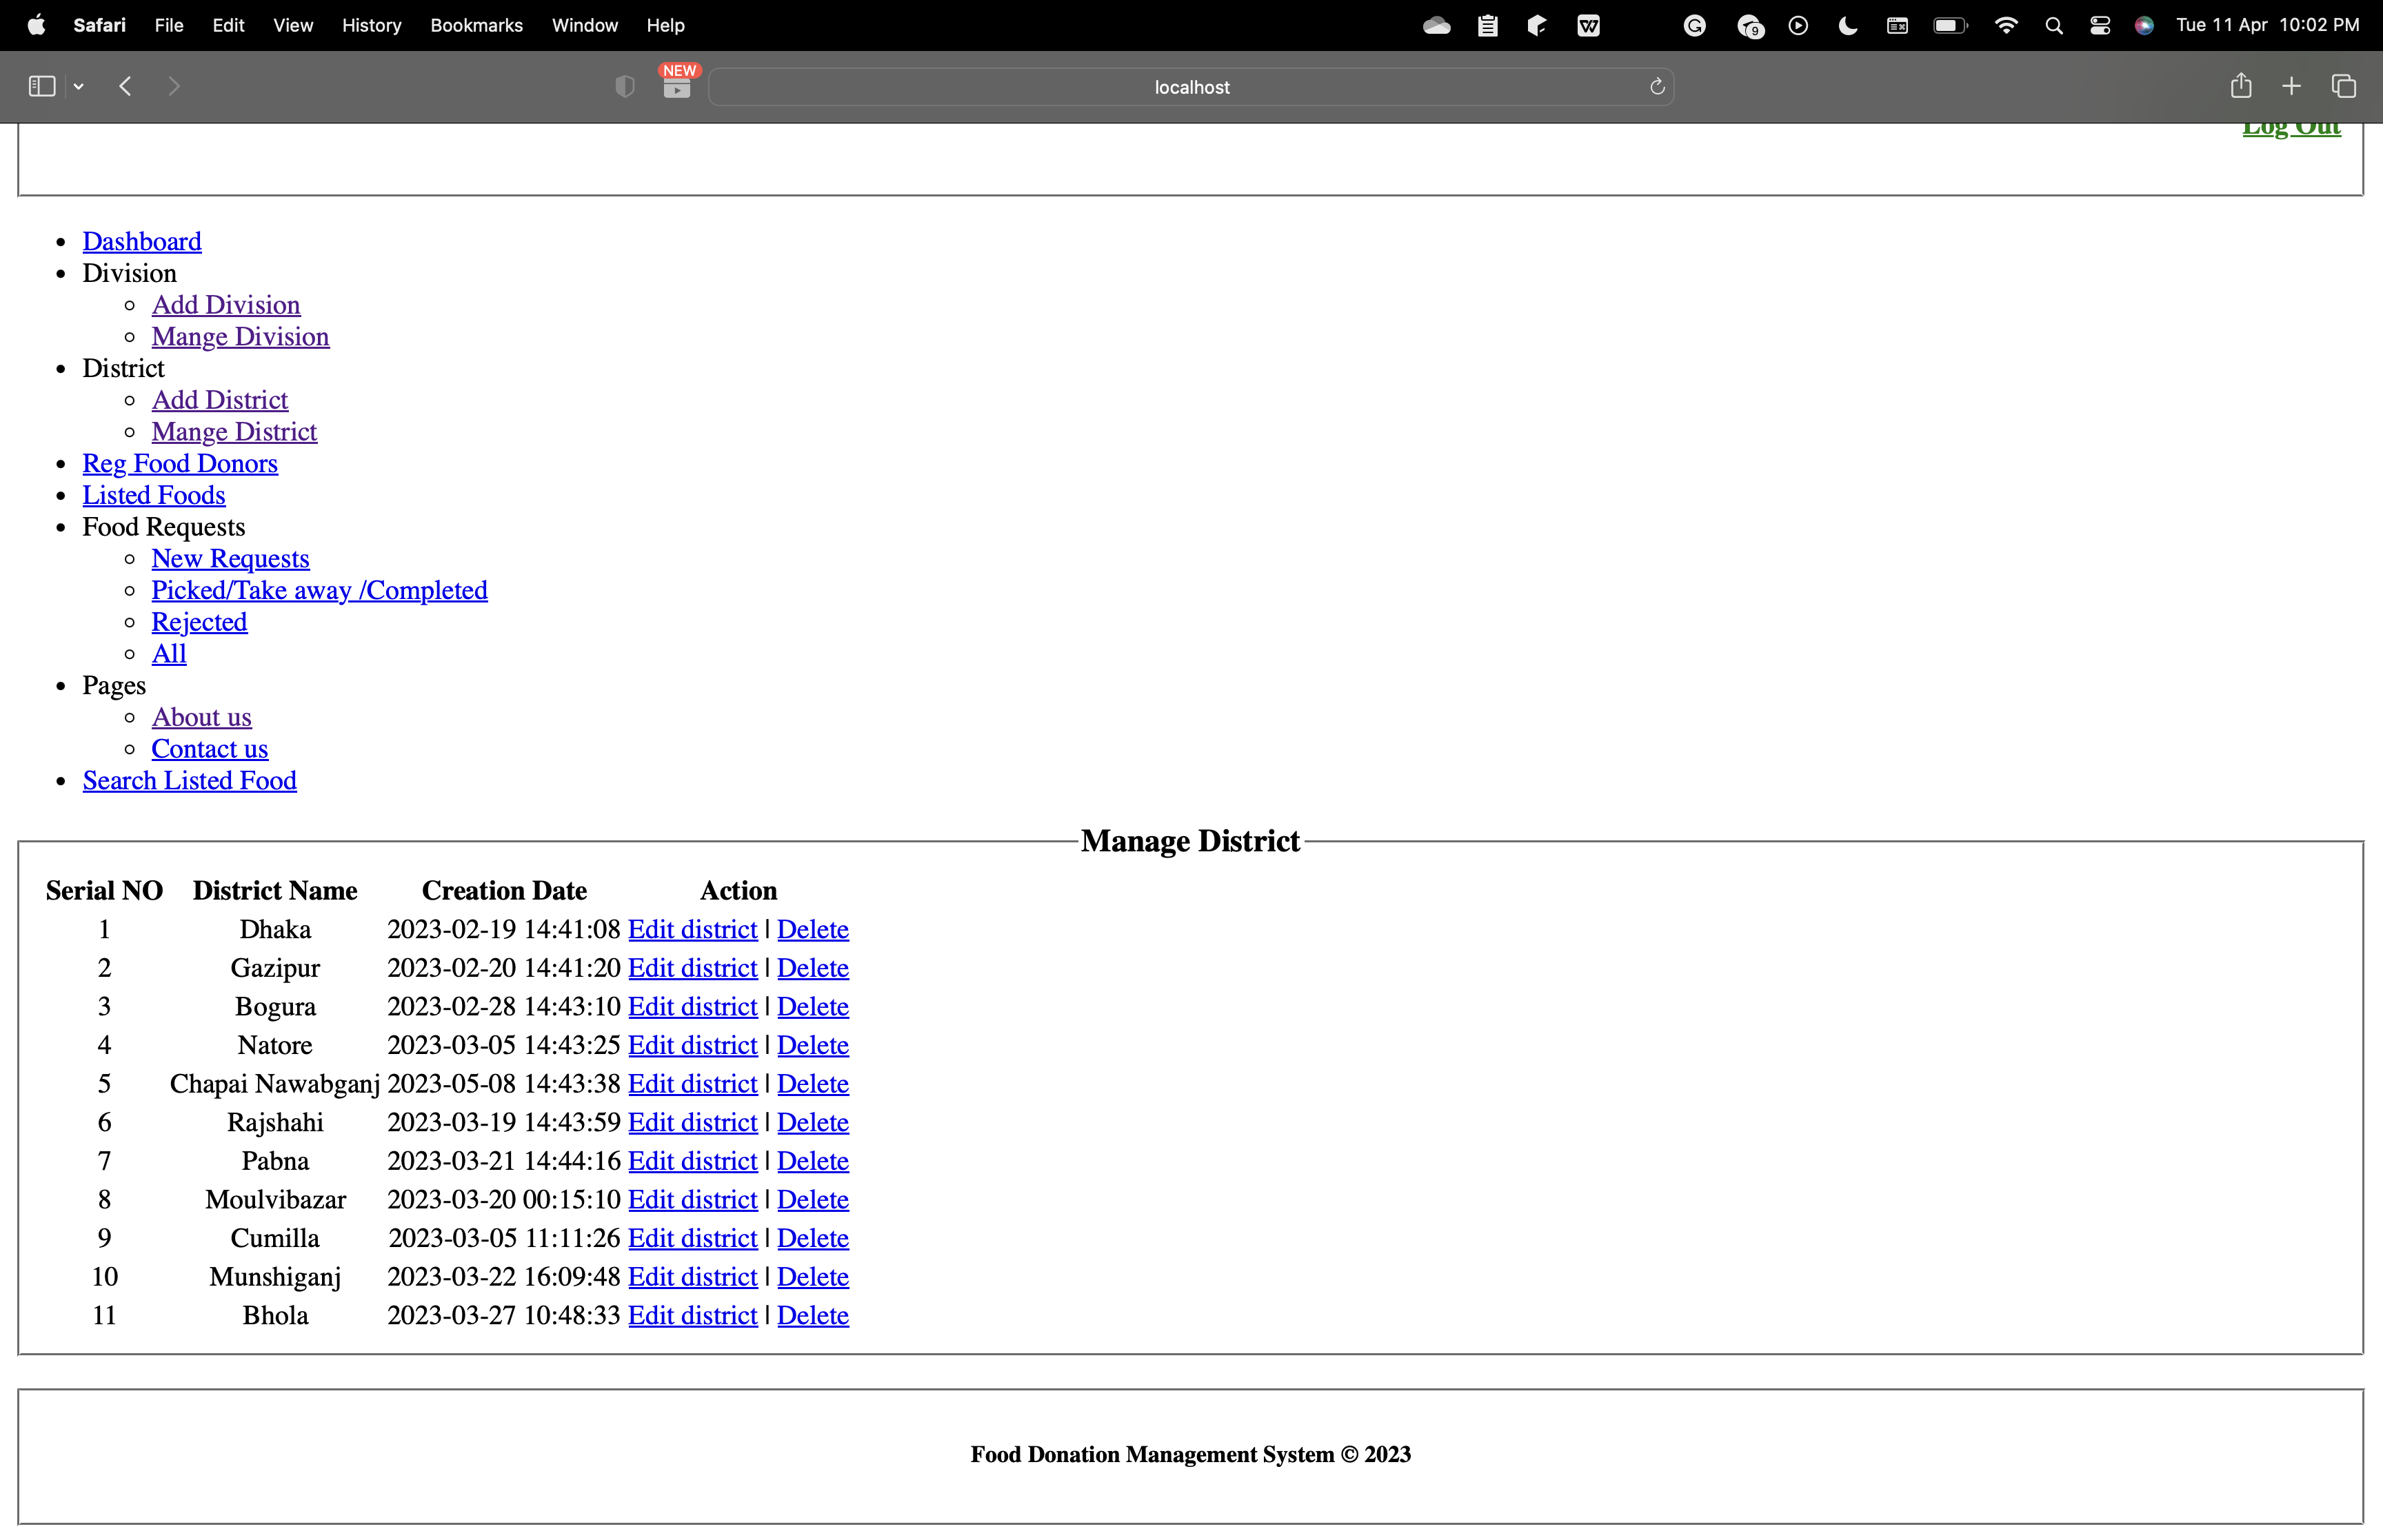 Safari File Edit View History Bookmarks Window Help 9 Tue 11 Apr 10:02 PM
NEW
localhost
Log Out
Dashboard
Division
Add Division
Mange Division
District
Add District
Mange District
Reg Food Donors
Listed Foods
Food Requests
New Requests
Picked/Take away /Completed
Rejected
All
Pages
About us
Contact us
Search Listed Food
Manage District
Serial NO District Name Creation Date Action
1 Dhaka 2023-02-19 14:41:08 Edit district | Delete
2 Gazipur 2023-02-20 14:41:20 Edit district | Delete
3 Bogura 2023-02-28 14:43:10 Edit district | Delete
4 Natore 2023-03-05 14:43:25 Edit district | Delete
5 Chapai Nawabganj 2023-05-08 14:43:38 Edit district | Delete
6 Rajshahi 2023-03-19 14:43:59 Edit district | Delete
7 Pabna 2023-03-21 14:44:16 Edit district | Delete
8 Moulvibazar 2023-03-20 00:15:10 Edit district | Delete
9 Cumilla 2023-03-05 11:11:26 Edit district | Delete
10 Munshiganj 2023-03-22 16:09:48 Edit district | Delete
11 Bhola 2023-03-27 10:48:33 Edit district | Delete
Food Donation Management System © 2023